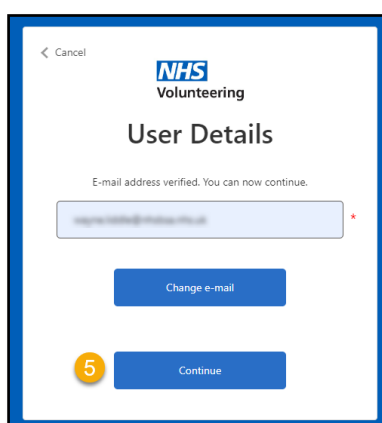 Cancel
NHS
Volunteering
User Details
E-mail address verified. You can now continue.
*
Change e-mail
5
Continue